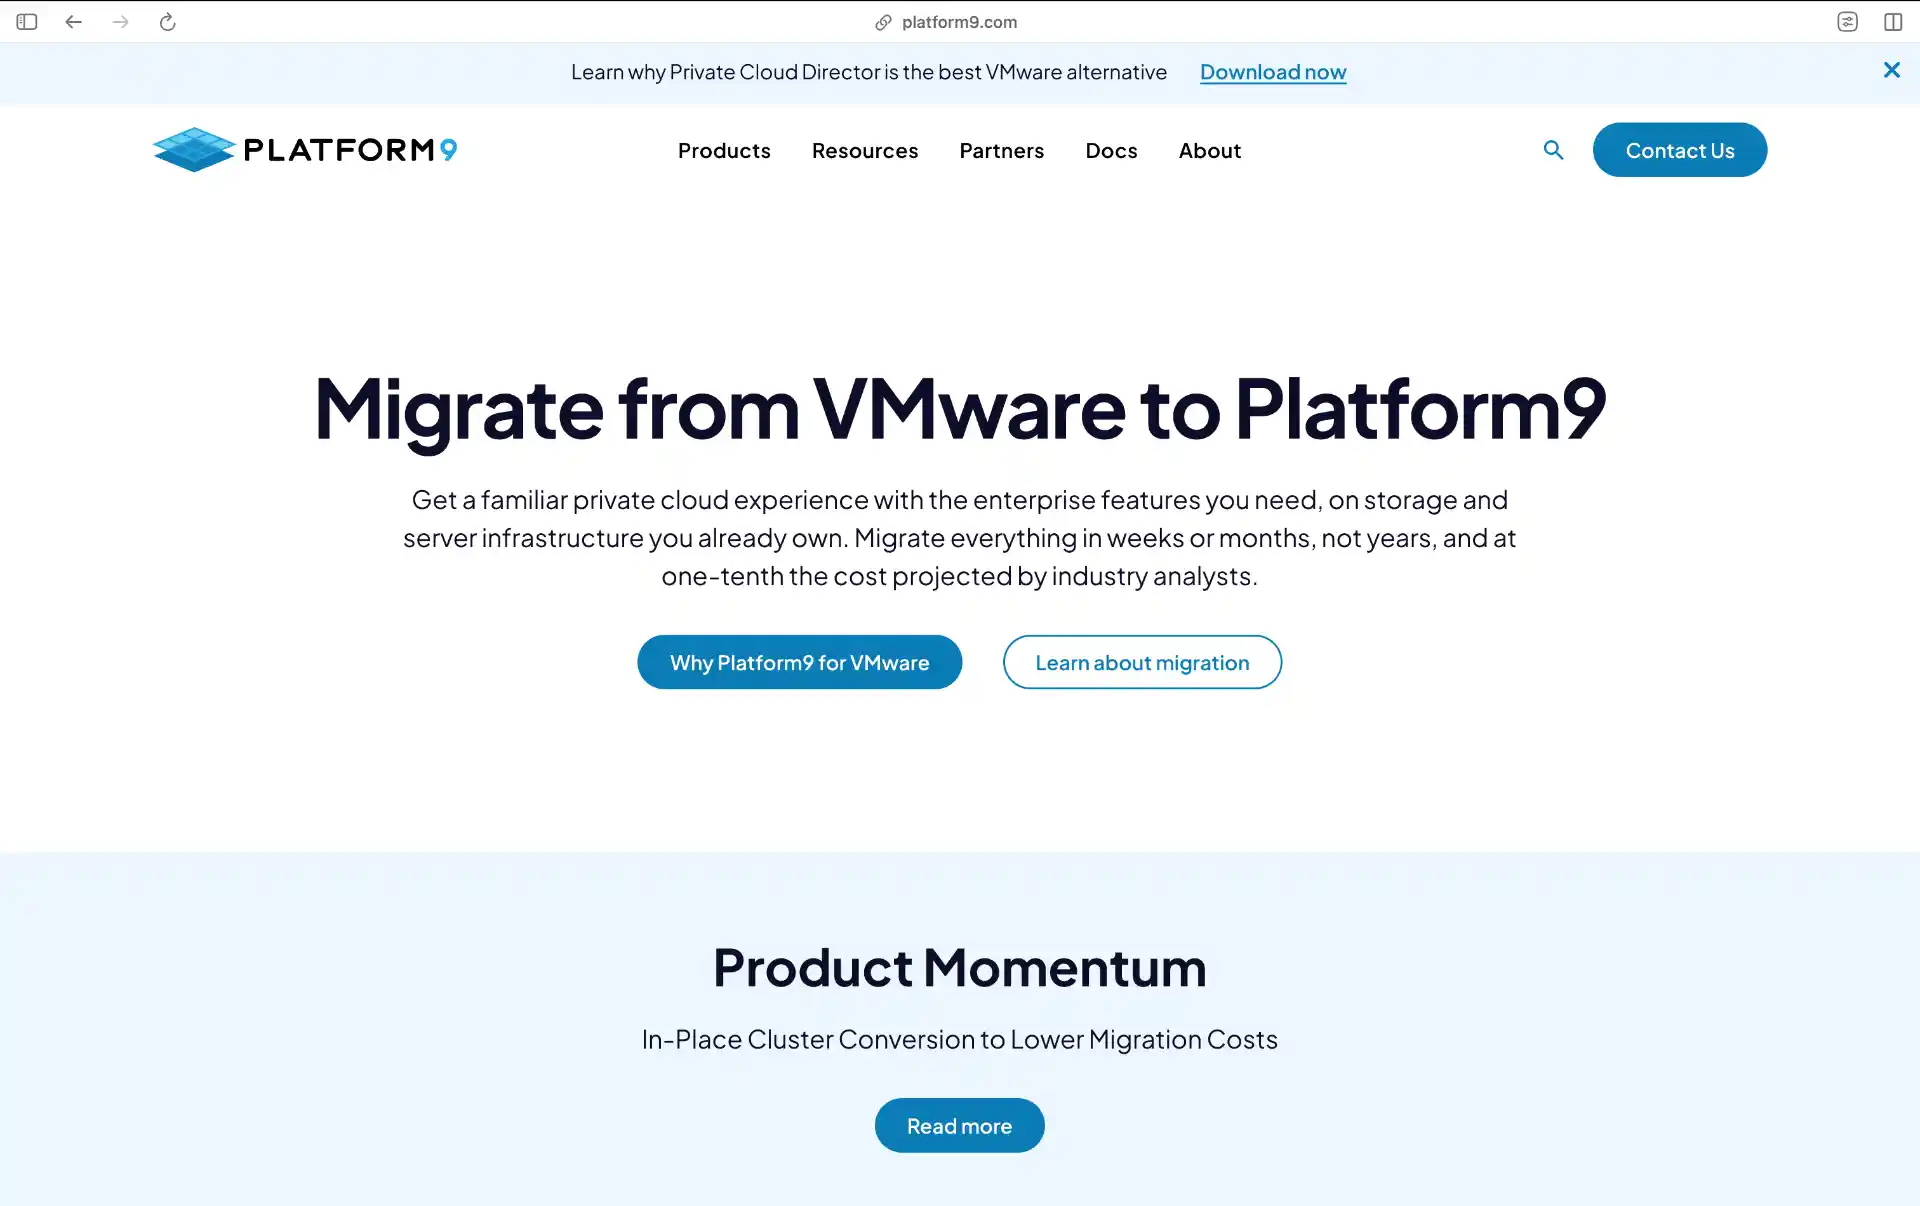 platform9.com
Learn why Private Cloud Director is the best VMware alternative Download now
PLATFORM9 Products Resources Partners Docs About Contact Us
Migrate from VMware to Platform9
Get a familiar private cloud experience with the enterprise features you need, on storage and
server infrastructure you already own. Migrate everything in weeks or months, not years, and at
one-tenth the cost projected by industry analysts.
Why Platform9 for VMware Learn about migration
Product Momentum
In-Place Cluster Conversion to Lower Migration Costs
Read more